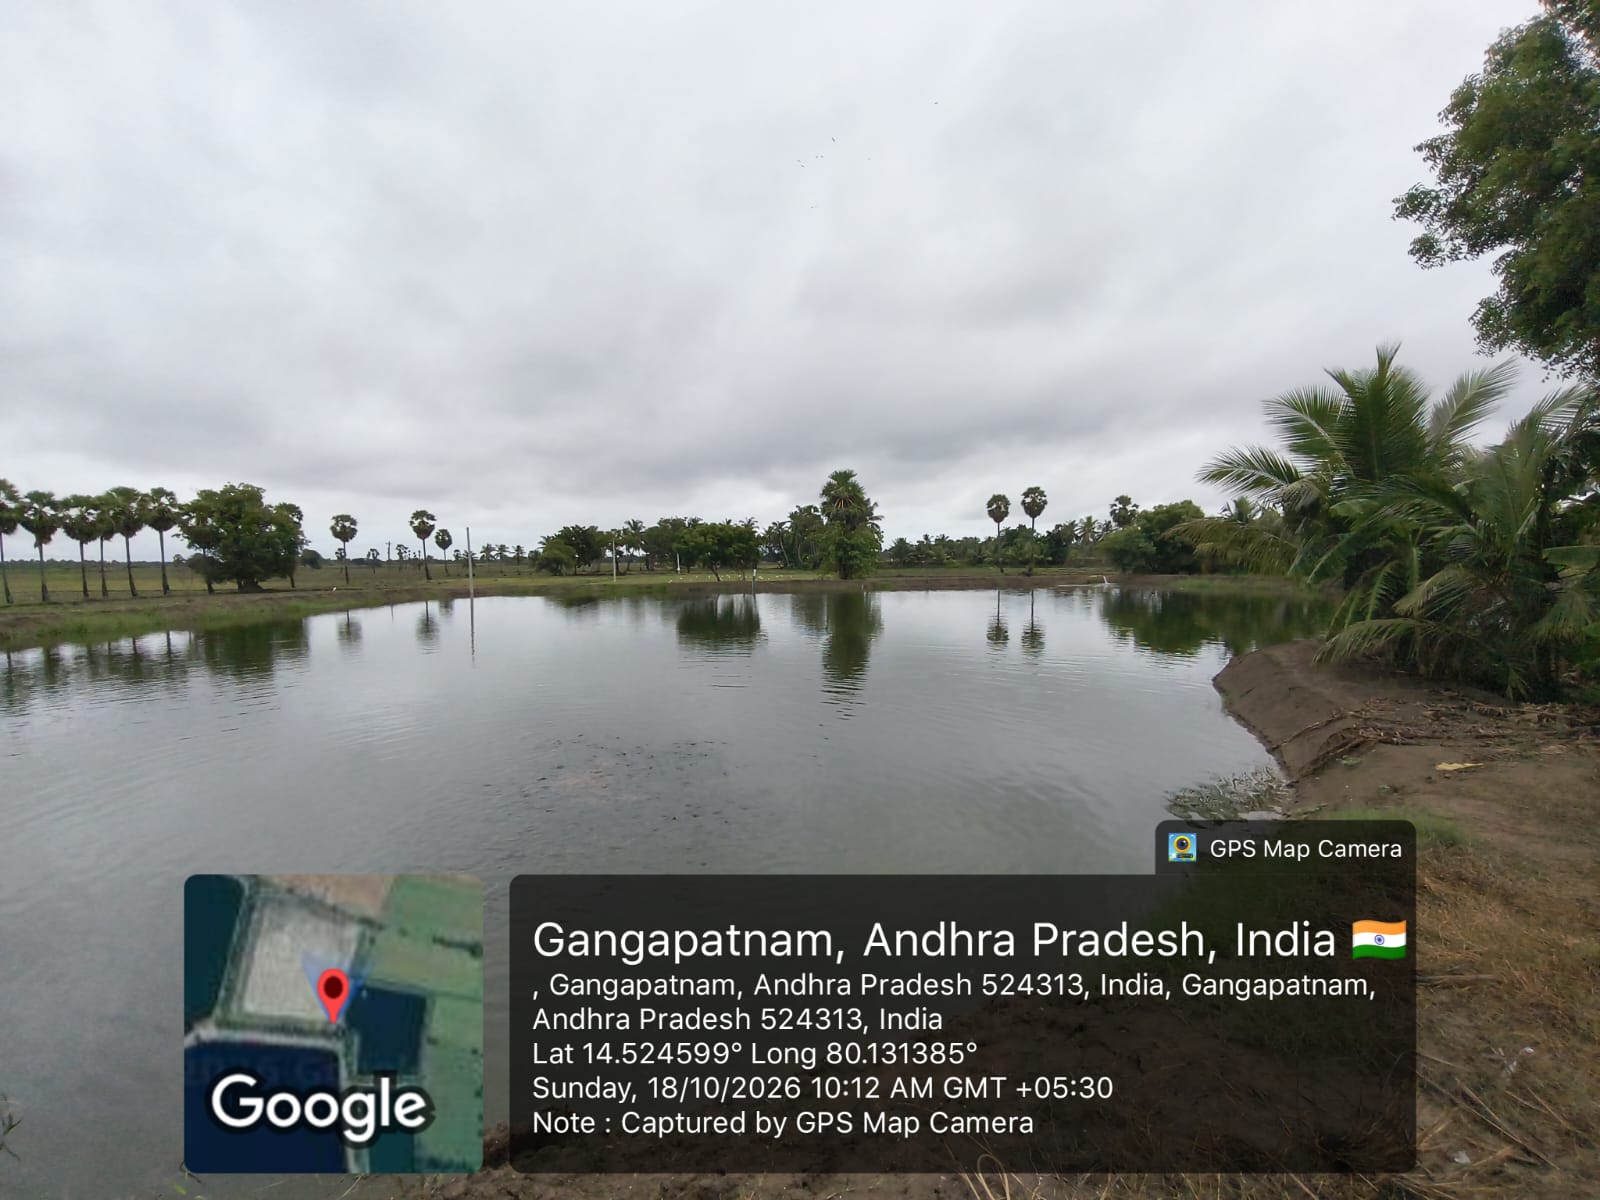 GPS Map Camera
Gangapatnam, Andhra Pradesh, India 🇮🇳
, Gangapatnam, Andhra Pradesh 524313, India, Gangapatnam,
Andhra Pradesh 524313, India
Lat 14.524599° Long 80.131385°
Sunday, 18/10/2026 10:12 AM GMT +05:30
Note : Captured by GPS Map Camera
Google